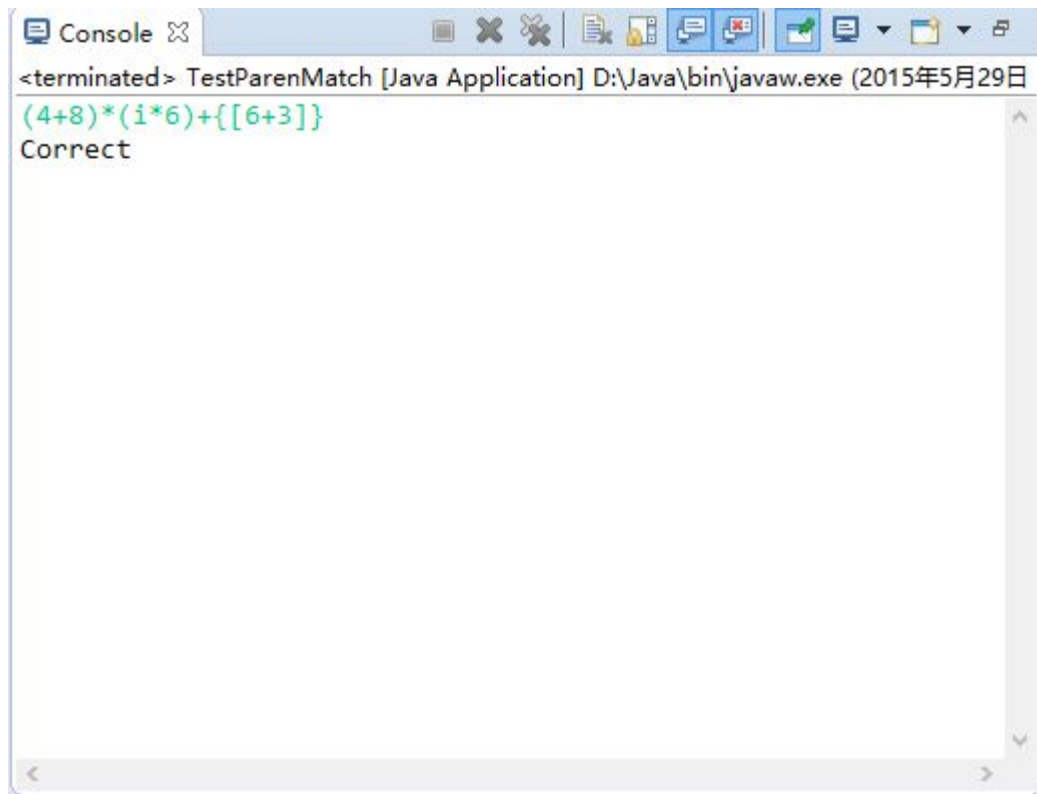 Console
<terminated> TestParenMatch [Java Application] D:\Java\bin\javaw.exe (2015年5月29日
(4+8)*(i*6)+{[6+3]}
Correct